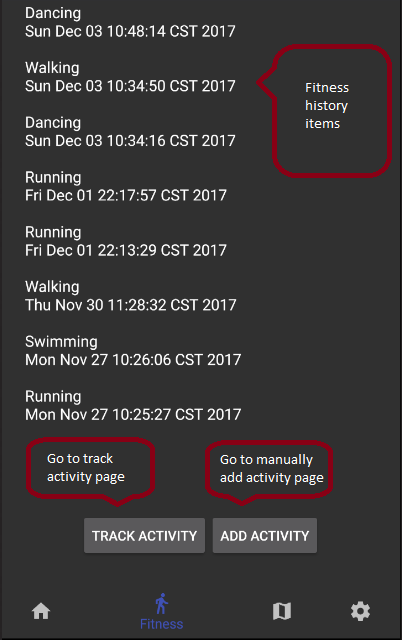 Dancing
Sun Dec 03 10:48:14 CST 2017
Walking
Sun Dec 03 10:34:50 CST 2017
Fitness
history
items
Dancing
Sun Dec 03 10:34:16 CST 2017
Running
Fri Dec 01 22:17:57 CST 2017
Running
Fri Dec 01 22:13:29 CST 2017
Walking
Thu Nov 30 11:28:32 CST 2017
Swimming
Mon Nov 27 10:26:06 CST 2017
Running
Mon Nov 27 10:25:27 CST 2017
Go to track
activity page
Go to manually
add activity page
TRACK ACTIVITY
ADD ACTIVITY
Fitness